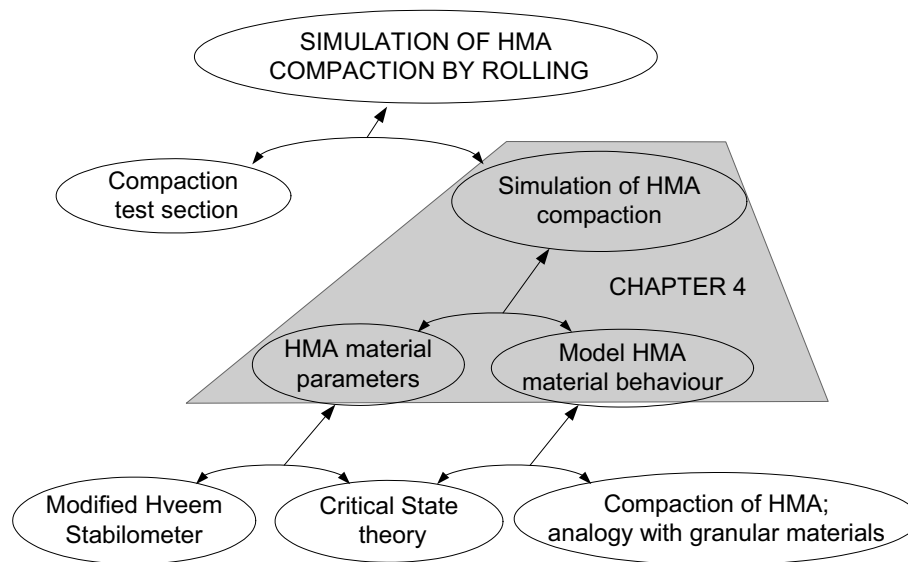 SIMULATION OF HMA
COMPACTION BY ROLLING
Compaction
test section
Simulation of HMA
compaction
CHAPTER 4
HMA material
parameters
Model HMA
material behaviour
Modified Hveem
Stabilometer
Critical State
theory
Compaction of HMA;
analogy with granular materials